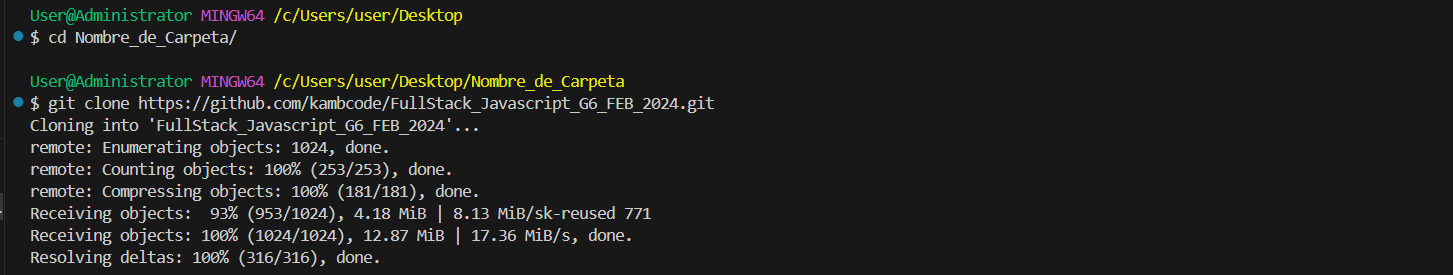 User@Administrator MINGW64 /c/Users/user/Desktop
$ cd Nombre_de_Carpeta/
User@Administrator MINGW64 /c/Users/user/Desktop/Nombre_de_Carpeta
$ git clone https://github.com/kambcode/FullStack_Javascript_G6_FEB_2024.git
Cloning into 'FullStack_Javascript_G6_FEB_2024'...
remote: Enumerating objects: 1024, done.
remote: Counting objects: 100% (253/253), done.
remote: Compressing objects: 100% (181/181), done.
Receiving objects:  93% (953/1024), 4.18 MiB | 8.13 MiB/sk-reused 771
Receiving objects: 100% (1024/1024), 12.87 MiB | 17.36 MiB/s, done.
Resolving deltas: 100% (316/316), done.